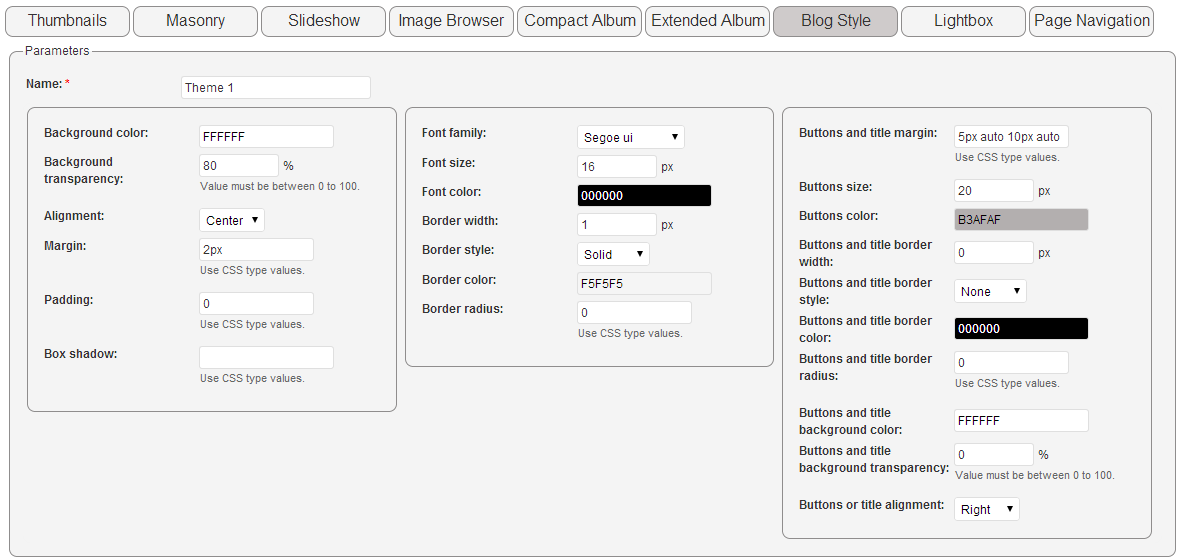 Thumbnails Masonry Slideshow Image Browser Compact Album Extended Album Blog Style Lightbox Page Navigation
Parameters
Name: * Theme 1
Background color: FFFFFF
Background
transparency: 80 %
Value must be between 0 to 100.
Alignment: Center
Margin: 2px
Use CSS type values.
Padding: 0
Use CSS type values.
Box shadow:
Use CSS type values.
Font family: Segoe ui
Font size: 16 px
Font color: 000000
Border width: 1 px
Border style: Solid
Border color: F5F5F5
Border radius: 0
Use CSS type values.
Buttons and title margin: 5px auto 10px auto
Use CSS type values.
Buttons size: 20 px
Buttons color: B3AFAF
Buttons and title border
width: 0 px
Buttons and title border
style: None
Buttons and title border
color: 000000
Buttons and title border
radius: 0
Use CSS type values.
Buttons and title
background color: FFFFFF
Buttons and title
background transparency: 0 %
Value must be between 0 to 100.
Buttons or title alignment: Right